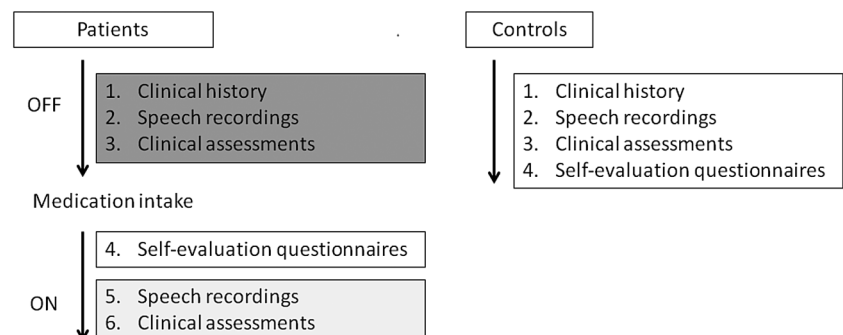 Patients
OFF
1. Clinical history
2. Speech recordings
3. Clinical assessments
Medication intake
4. Self-evaluation questionnaires
ON
5. Speech recordings
6. Clinical assessments
Controls
1. Clinical history
2. Speech recordings
3. Clinical assessments
4. Self-evaluation questionnaires